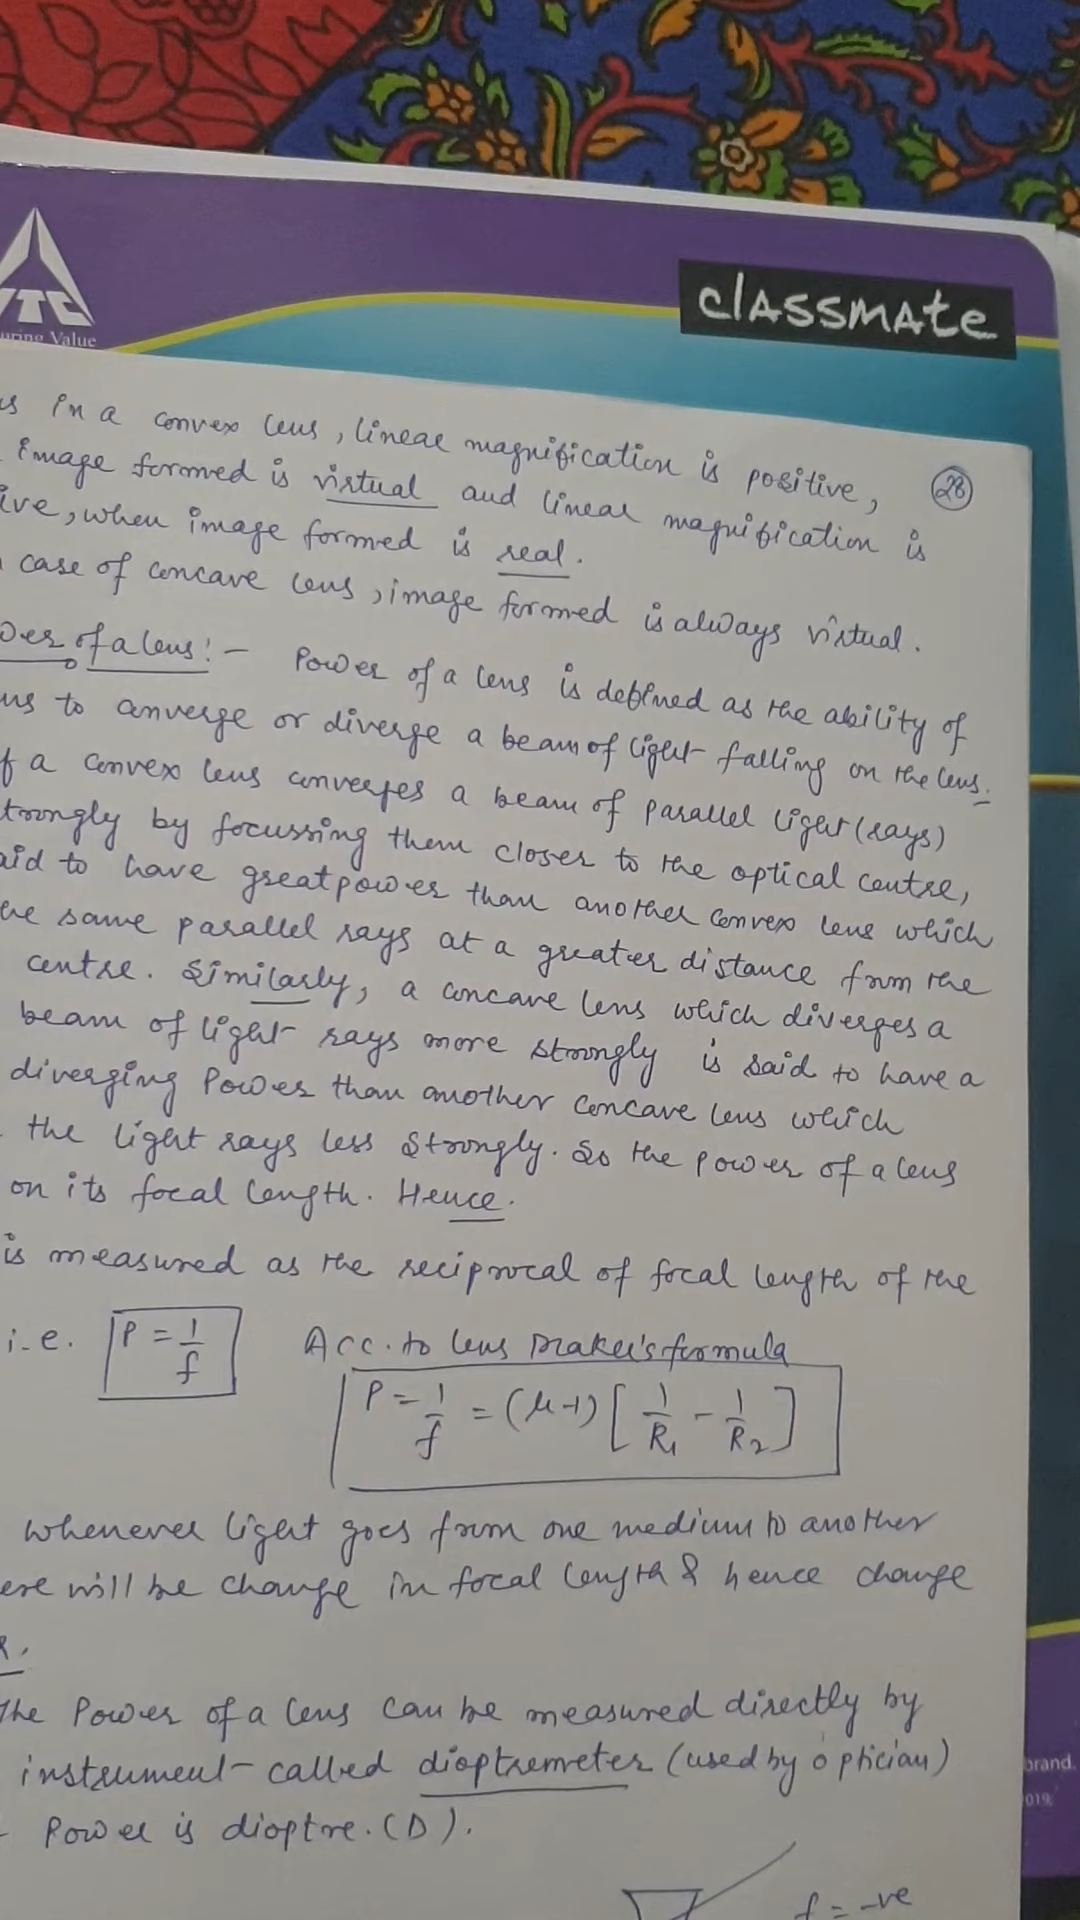 ITC
uring Value
classmate
us in a convex lens, linear magnification is positive,
28
image formed is virtual and linear magnification is
ive, when image formed is real.
case of concave lens, image formed is always virtual.
wer of a lens:- Power of a lens is defined as the ability of
ns to converge or diverge a beam of light falling on the lens.
f a convex lens converges a beam of parallel light (rays)
trongly by focussing them closer to the optical centre,
aid to have great power than another convex lens which
he same parallel rays at a greater distance from the
centre. Similarly, a concave lens which diverges a
beam of light rays more strongly is said to have a
diverging Power than another concave lens which
the light rays less strongly. So the power of a lens
on its focal length. Hence.
is measured as the reciprocal of focal length of the
i.e. P = 1/f Acc. to lens Maker's formula
P = 1/f = (μ-1) [1/R₁ - 1/R₂]
whenever light goes from one medium to another
ere will be change in focal length & hence change
R.
the Power of a lens can be measured directly by
instrument called dioptremeter (used by optician)
Power is dioptre. (D).
f = -ve
brand.
019